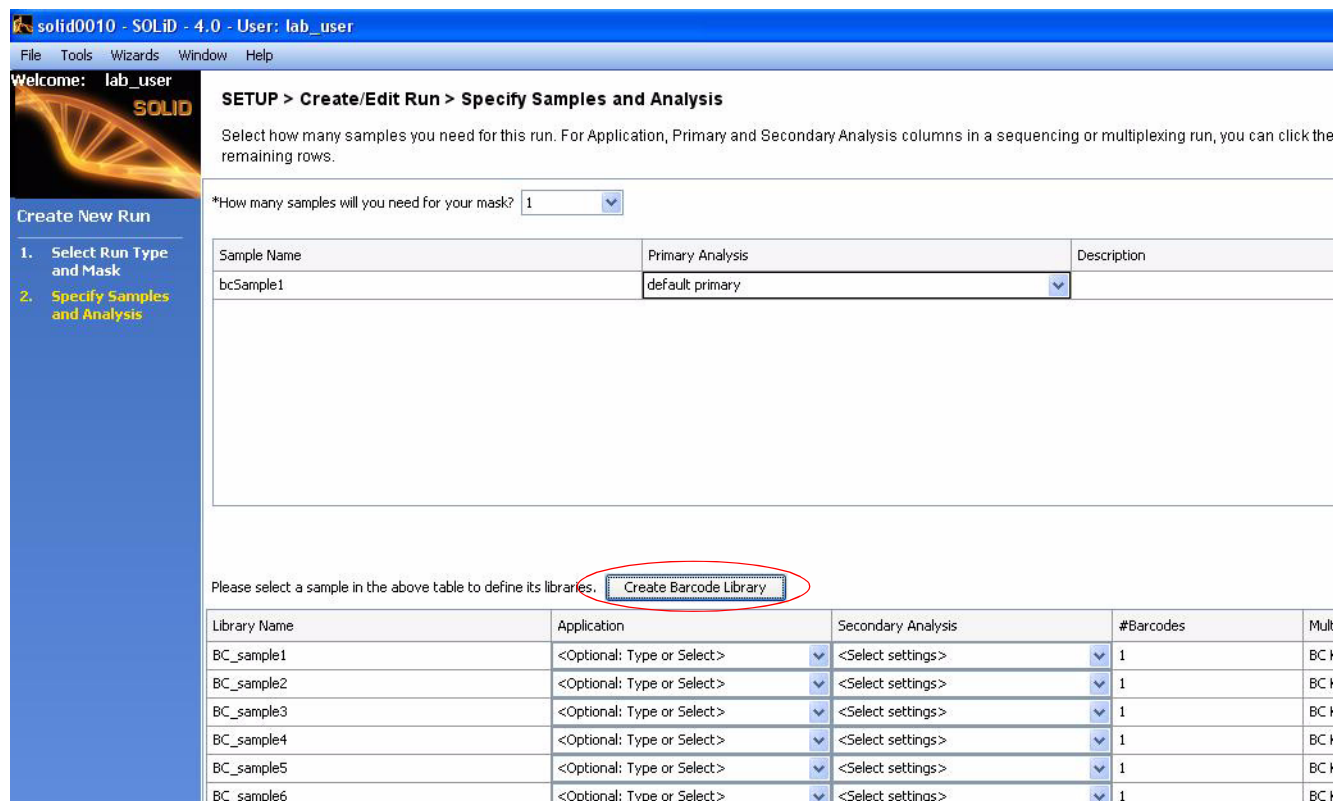 solid0010 - SOLiD - 4.0 - User: lab_user
File Tools Wizards Window Help
Welcome: lab_user
SOLiD
SETUP > Create/Edit Run > Specify Samples and Analysis
Select how many samples you need for this run. For Application, Primary and Secondary Analysis columns in a sequencing or multiplexing run, you can click the
remaining rows.
Create New Run
1. Select Run Type
and Mask
2. Specify Samples
and Analysis
*How many samples will you need for your mask? 1
Sample Name Primary Analysis Description
bcSample1 default primary
Please select a sample in the above table to define its libraries. Create Barcode Library
Library Name Application Secondary Analysis #Barcodes Mult
BC_sample1 <Optional: Type or Select> <Select settings> 1 BC
BC_sample2 <Optional: Type or Select> <Select settings> 1 BC
BC_sample3 <Optional: Type or Select> <Select settings> 1 BC
BC_sample4 <Optional: Type or Select> <Select settings> 1 BC
BC_sample5 <Optional: Type or Select> <Select settings> 1 BC
BC_sample6 <Optional: Type or Select> <Select settings> 1 BC